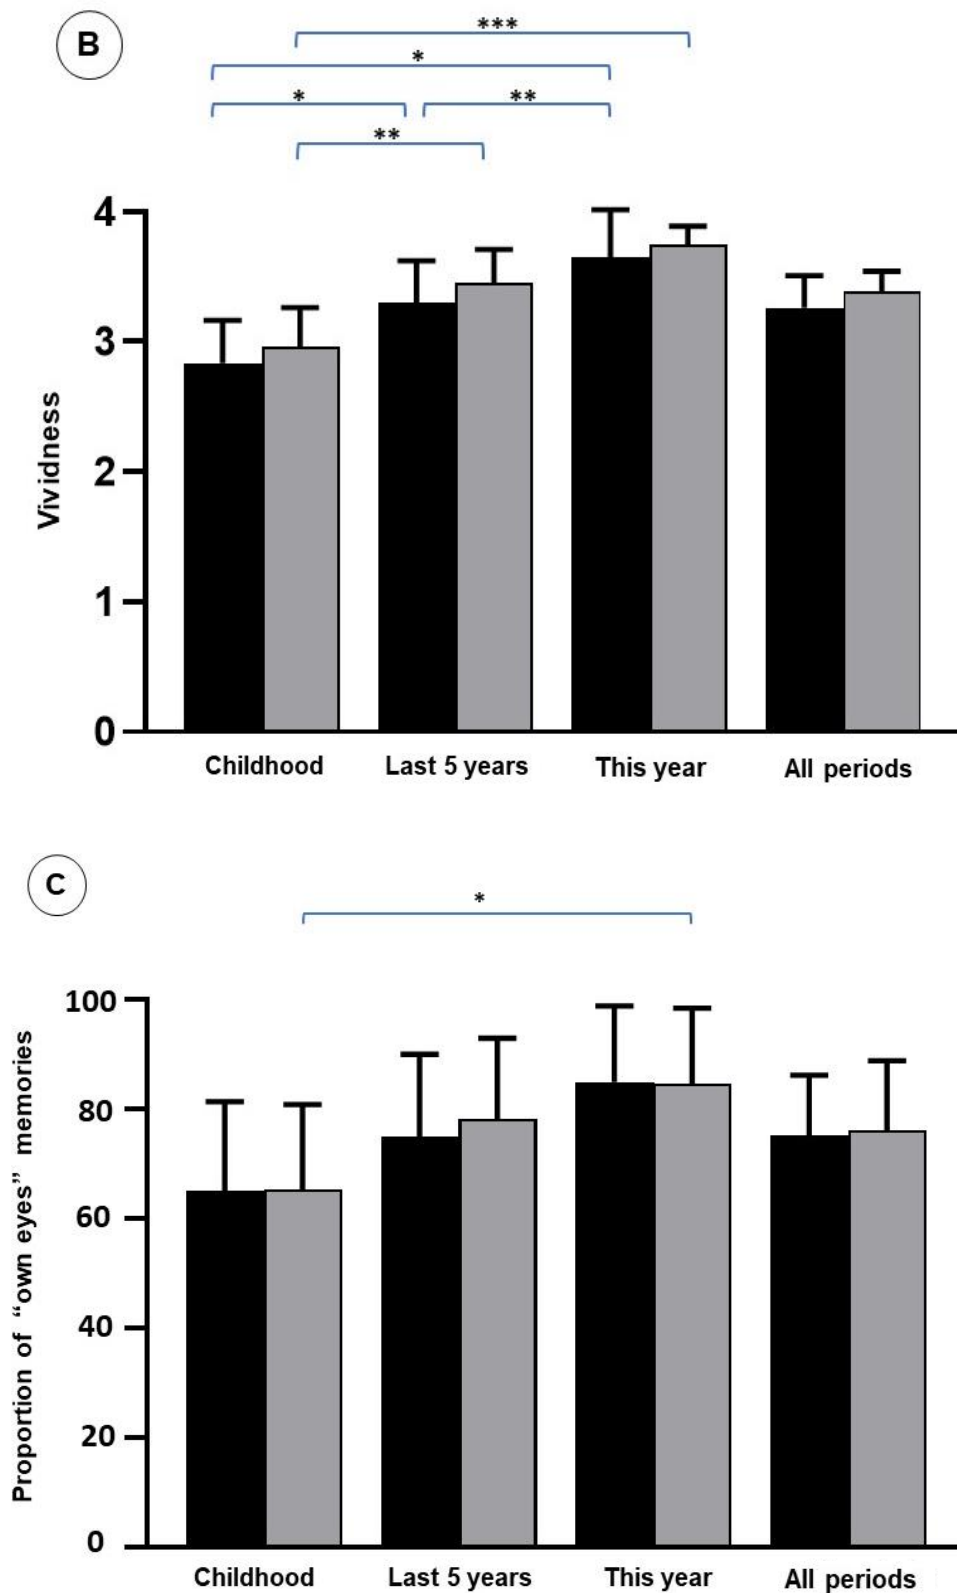 B
***
*
* **
**
4
3
2
1
0
Vividness
Childhood Last 5 years This year All periods
C
*
100
80
60
40
20
0
Proportion of “own eyes” memories
Childhood Last 5 years This year All periods